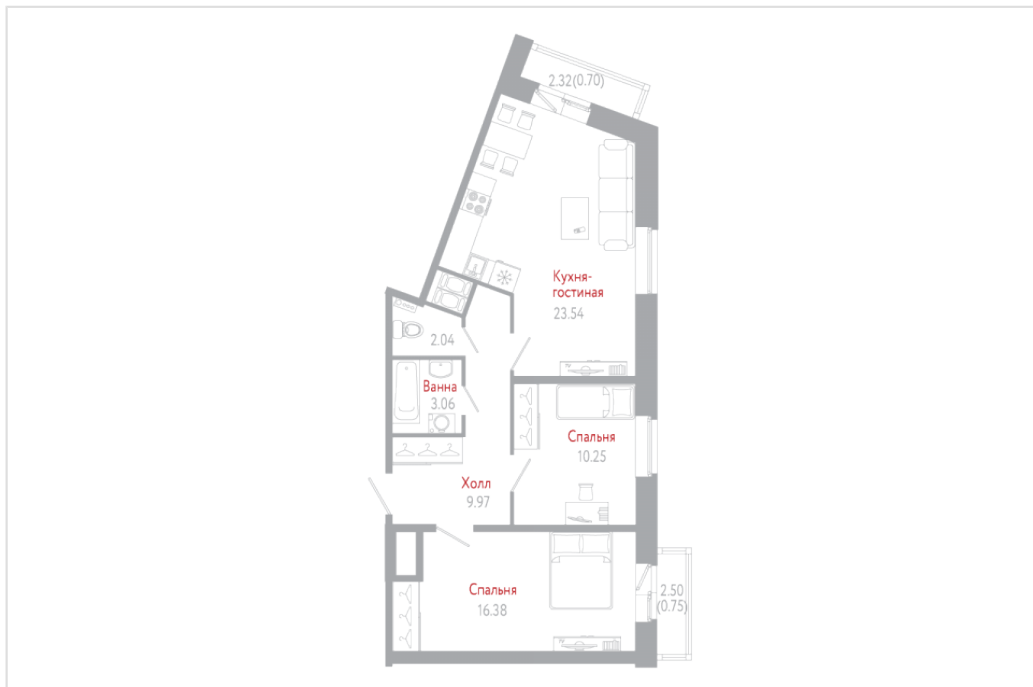 2.32(0.70)
Кухня-
гостиная
23.54
2.04
Ванна
3.06
Спальня
10.25
Холл
9.97
Спальня
16.38
2.50
(0.75)